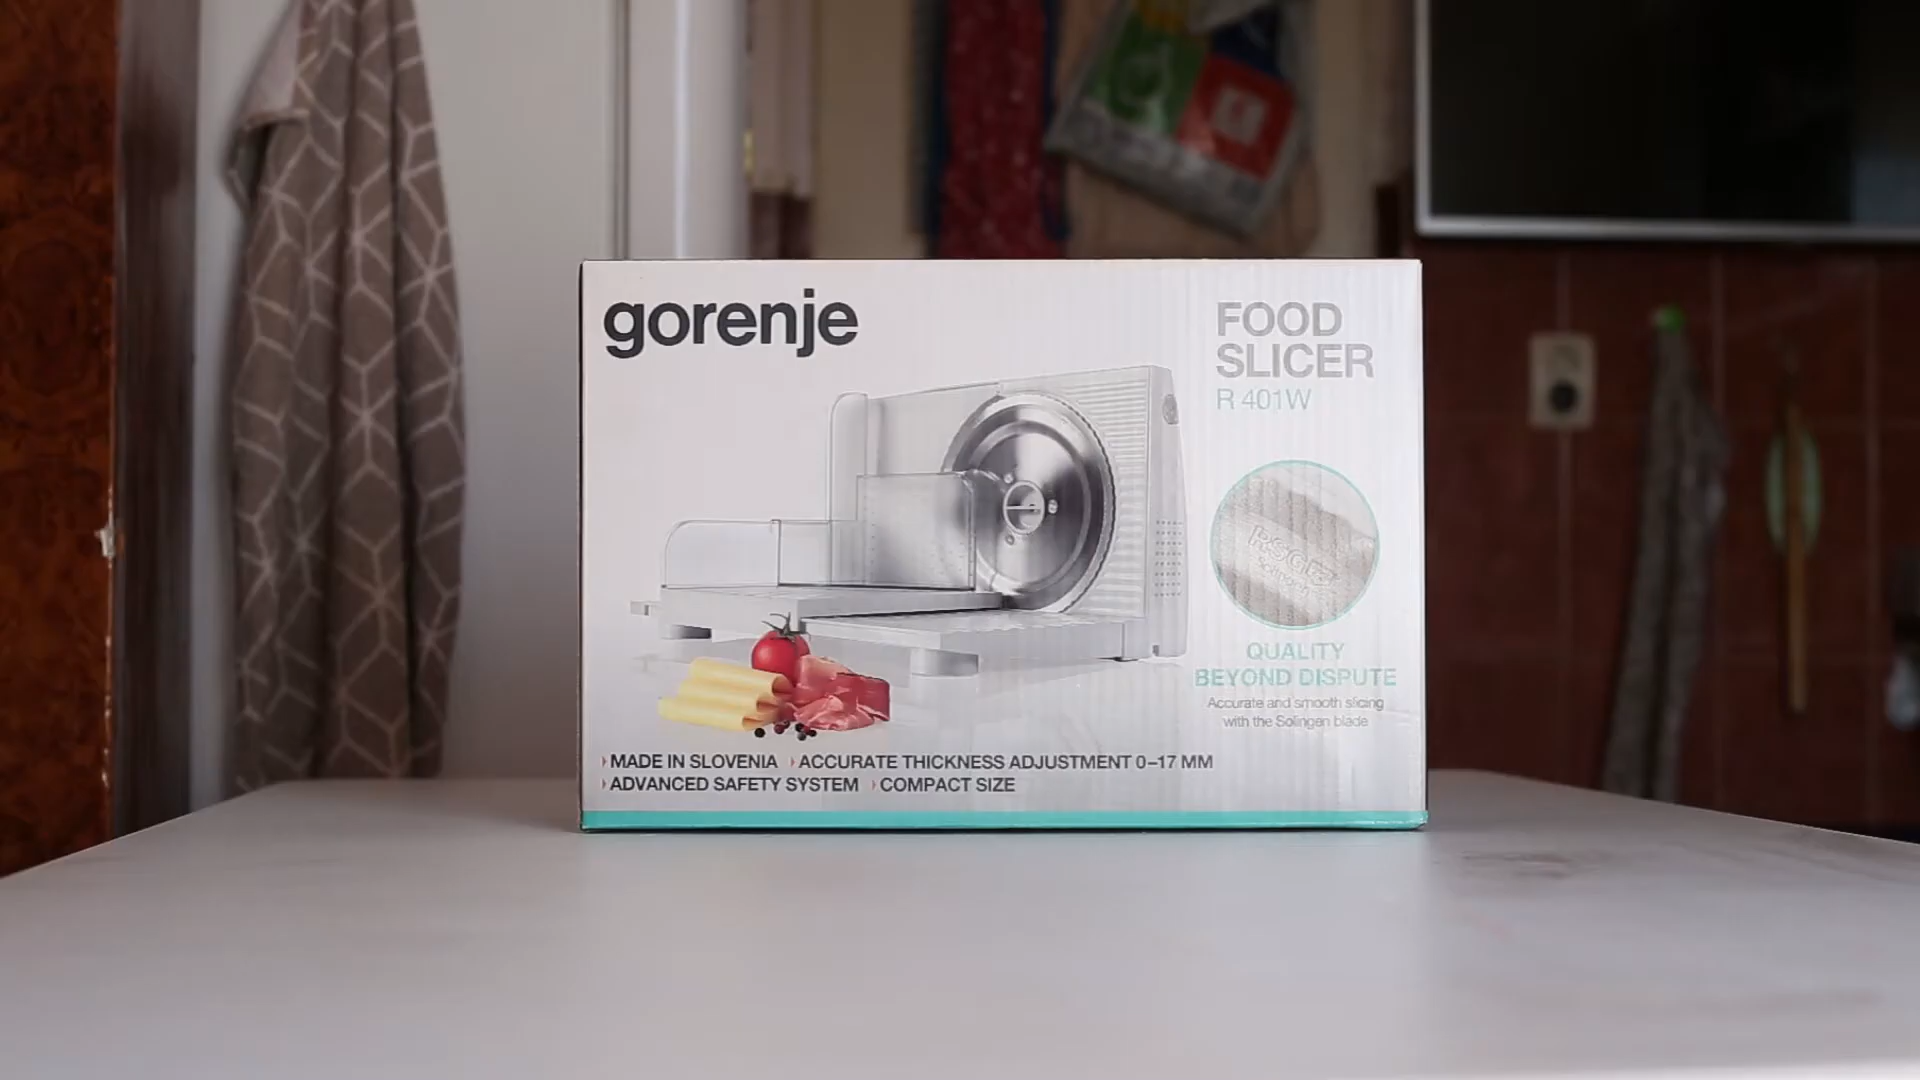 gorenje
FOOD
SLICER
R 401W
QUALITY
BEYOND DISPUTE
Accurate and smooth slicing
with the Solingen blade
MADE IN SLOVENIA › ACCURATE THICKNESS ADJUSTMENT 0–17 MM
› ADVANCED SAFETY SYSTEM › COMPACT SIZE